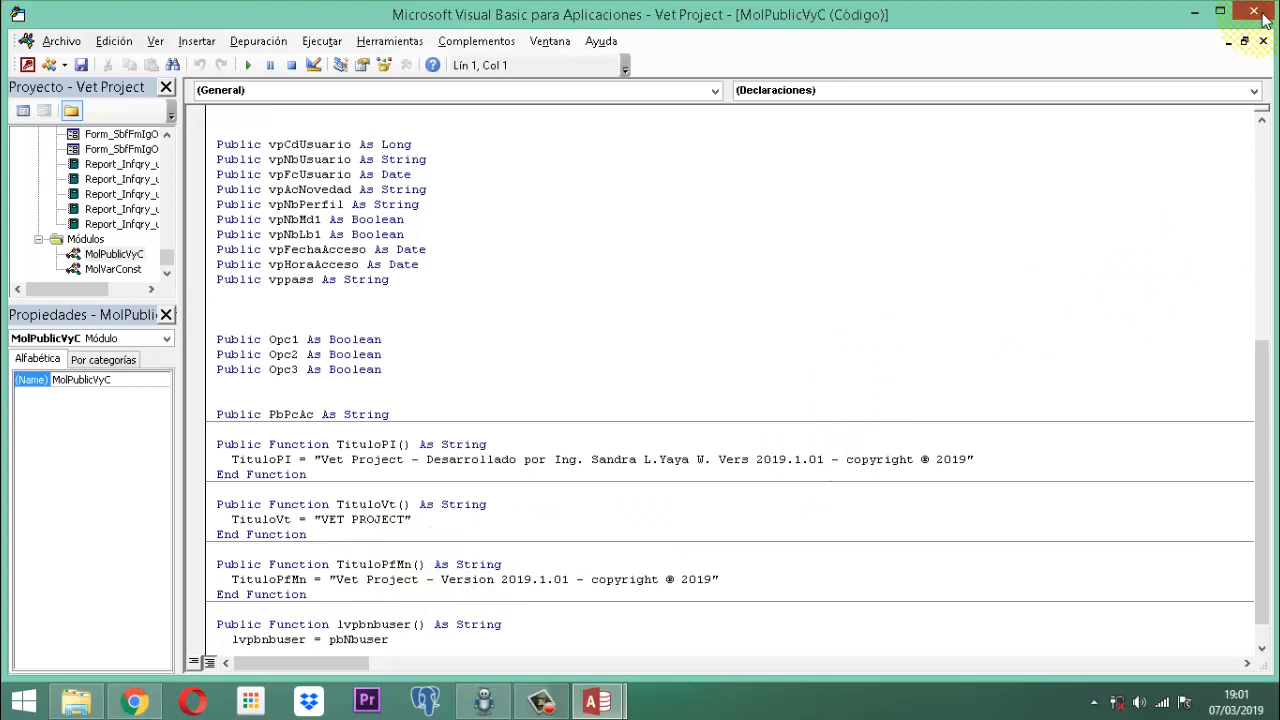 Microsoft Visual Basic para Aplicaciones - Vet Project - [MolPublicVyC (Código)]
Archivo Edición Ver Insertar Formato Depuración Ejecutar Herramientas Complementos Ventana Ayuda
Lín 1, Col 1
Proyecto - Vet Project
(General)
(Declaraciones)
Form_SbfFmIgO
Form_SbfFmIgO
Report_Infqry_u
Report_Infqry_u
Report_Infqry_u
Report_Infqry_u
Report_Infqry_u
Módulos
MolPublicVyC
MolVarConst
Propiedades - MolPubli
MolPublicVyC Módulo
Alfabética
Por categorías
(Name) MolPublicVyC
Public vpCdUsuario As Long
Public vpNbUsuario As String
Public vpFcUsuario As Date
Public vpAcNovedad As String
Public vpNbPerfil As String
Public vpNbMd1 As Boolean
Public vpNbLb1 As Boolean
Public vpFechaAcceso As Date
Public vpHoraAcceso As Date
Public vppass As String
Public Opc1 As Boolean
Public Opc2 As Boolean
Public Opc3 As Boolean
Public PbPcAc As String
Public Function TituloPI() As String
TituloPI = "Vet Project - Desarrollado por Ing. Sandra L.Yaya W. Vers 2019.1.01 - copyright ® 2019"
End Function
Public Function TituloVt() As String
TituloVt = "VET PROJECT"
End Function
Public Function TituloPfMn() As String
TituloPfMn = "Vet Project - Version 2019.1.01 - copyright ® 2019"
End Function
Public Function lvpbnbuser() As String
lvpbnbuser = pbNbuser
Pr
19:01
07/03/2019